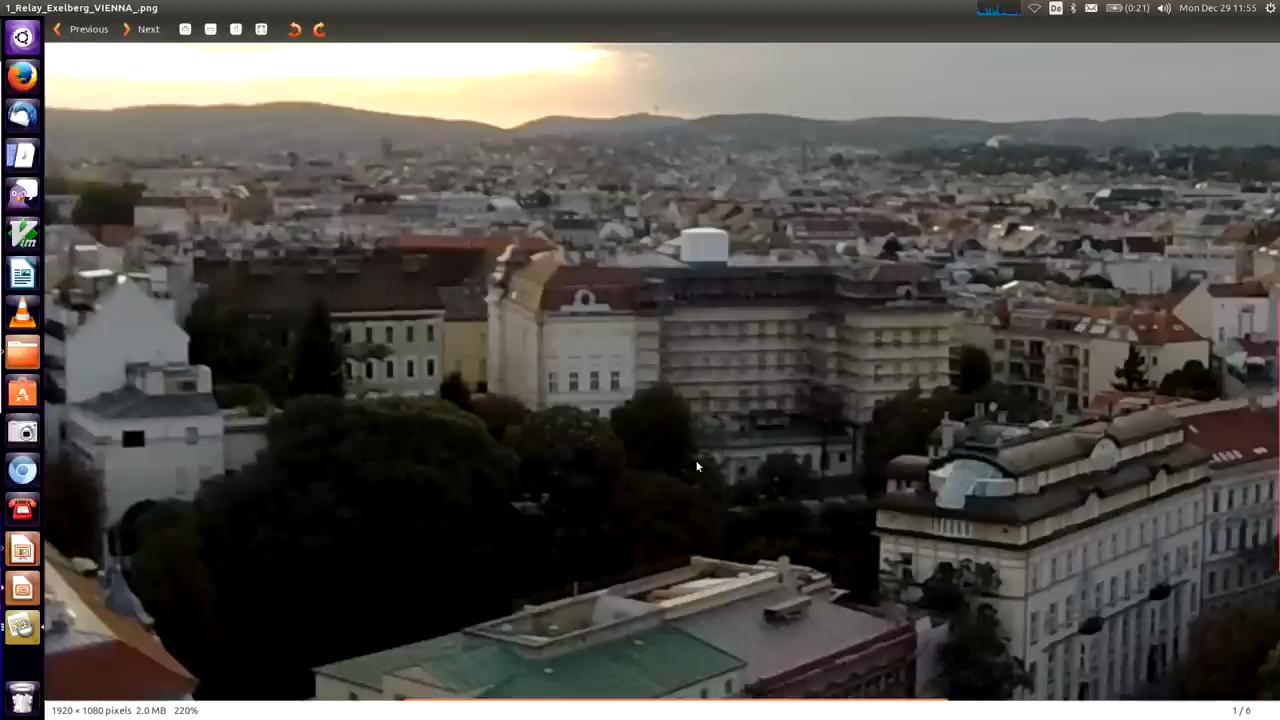 1_Relay_Exelberg_VIENNA_.png
De
(0:21)
Mon Dec 29 11:55
Previous
Next
Vim
1920 × 1080 pixels 2.0 MB 220%
1 / 6